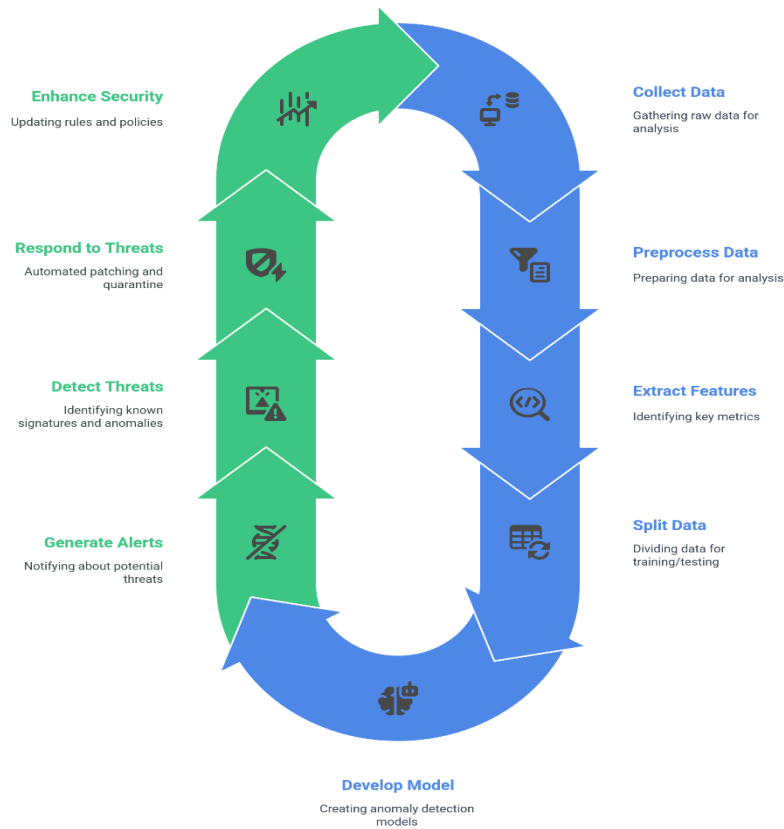 Enhance Security
Updating rules and policies
Collect Data
Gathering raw data for
analysis
Respond to Threats
Automated patching and
quarantine
Preprocess Data
Preparing data for analysis
Detect Threats
Identifying known
signatures and anomalies
Extract Features
Identifying key metrics
Generate Alerts
Notifying about potential
threats
Split Data
Dividing data for
training/testing
Develop Model
Creating anomaly detection
models